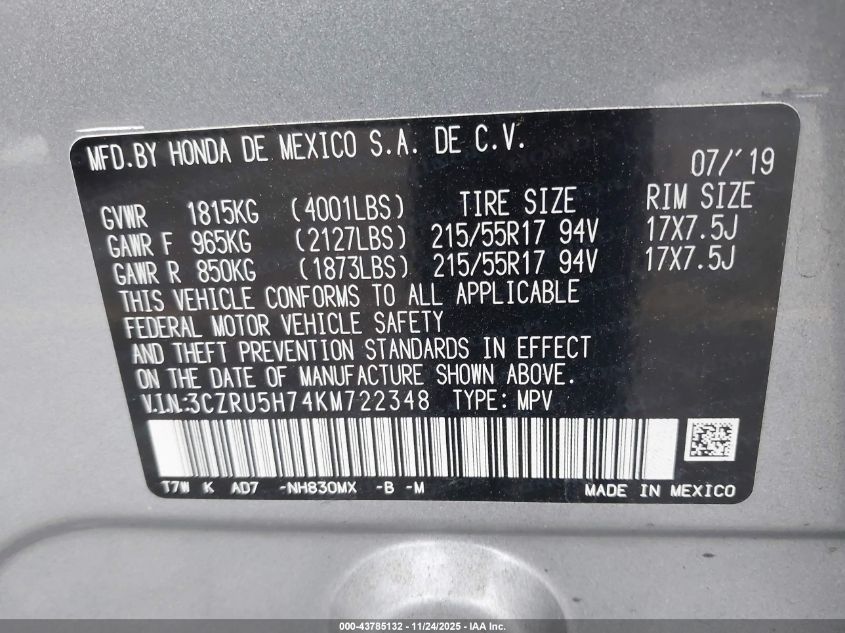 MFD.BY HONDA DE MEXICO S.A. DE C.V.
07/'19
GVWR 1815KG (4001LBS) TIRE SIZE RIM SIZE
GAWR F 965KG (2127LBS) 215/55R17 94V 17X7.5J
GAWR R 850KG (1873LBS) 215/55R17 94V 17X7.5J
THIS VEHICLE CONFORMS TO ALL APPLICABLE
FEDERAL MOTOR VEHICLE SAFETY
AND THEFT PREVENTION STANDARDS IN EFFECT
ON THE DATE OF MANUFACTURE SHOWN ABOVE.
V.I.N:3CZRU5H74KM722348 TYPE: MPV
T7W K AD7 -NH830MX -B -M MADE IN MEXICO
000-43785132 - 11/24/2025 - IAA Inc.